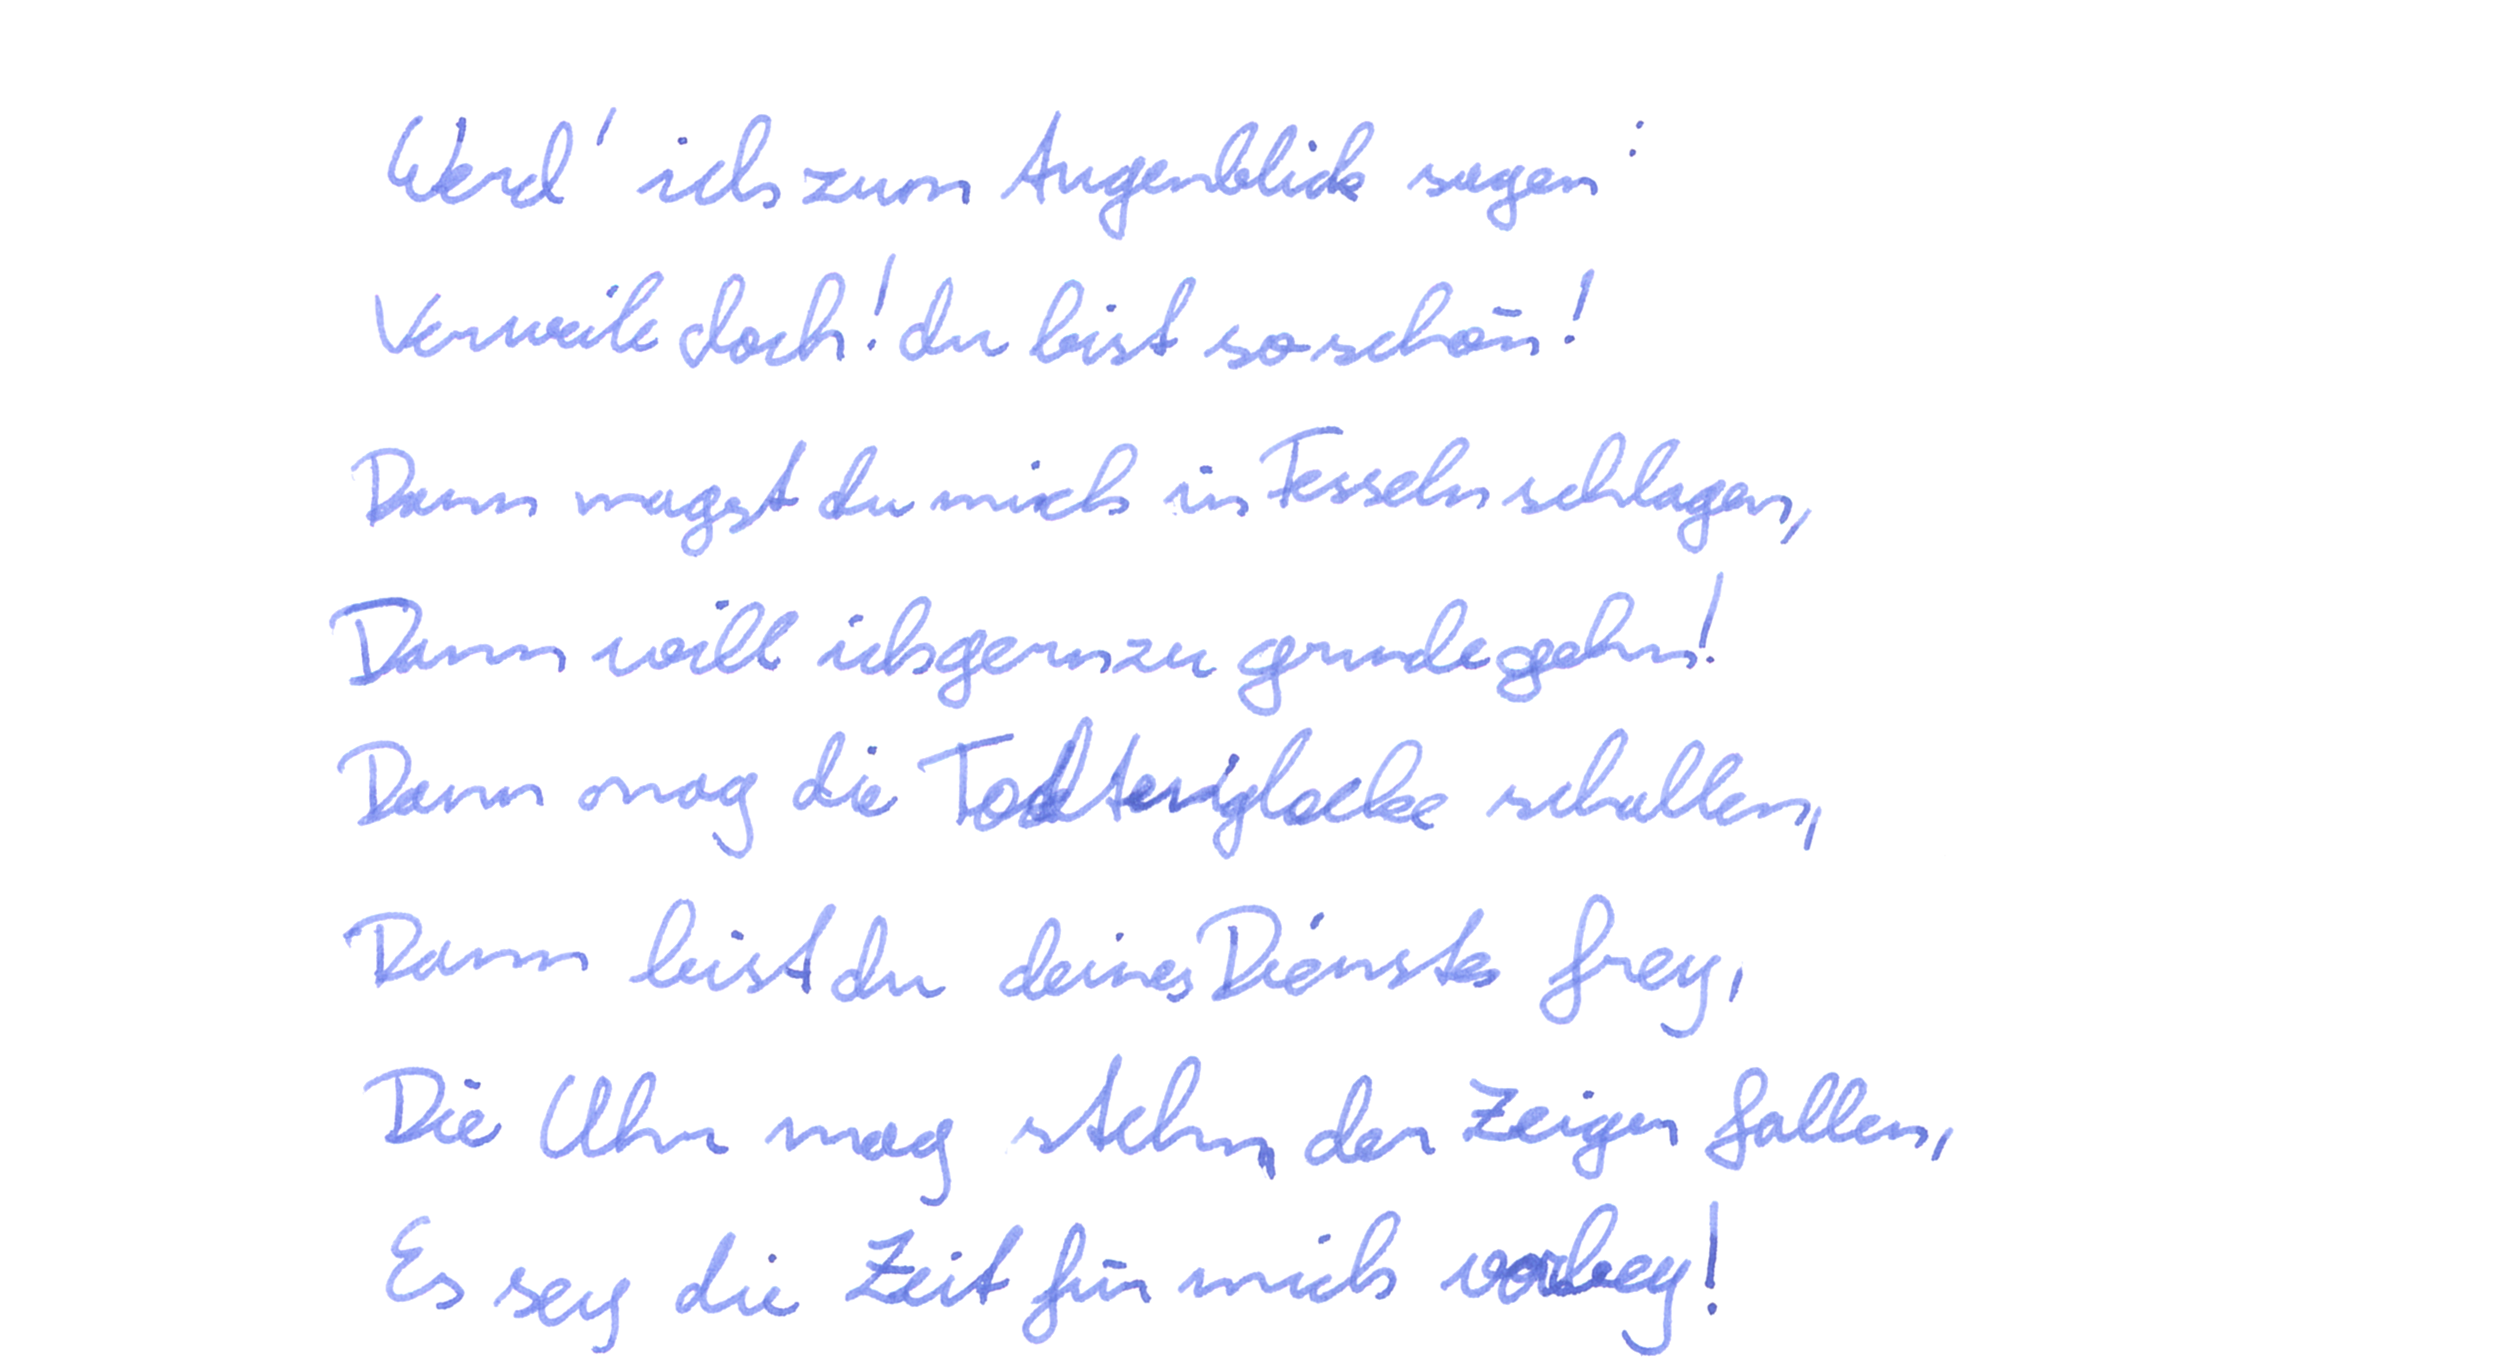 Werd' ich zum Augenblick sagen:
Verweile doch! du bist so schön!
Dann magst du mich in Fesseln schlagen,
Dann will ich gern zu grunde gehn!
Dann mag die Todtenglocke schallen,
Dann bist du deines Dienstes frey,
Die Uhr mag stehn, der Zeiger fallen,
Es sey die Zeit für mich vorbey!